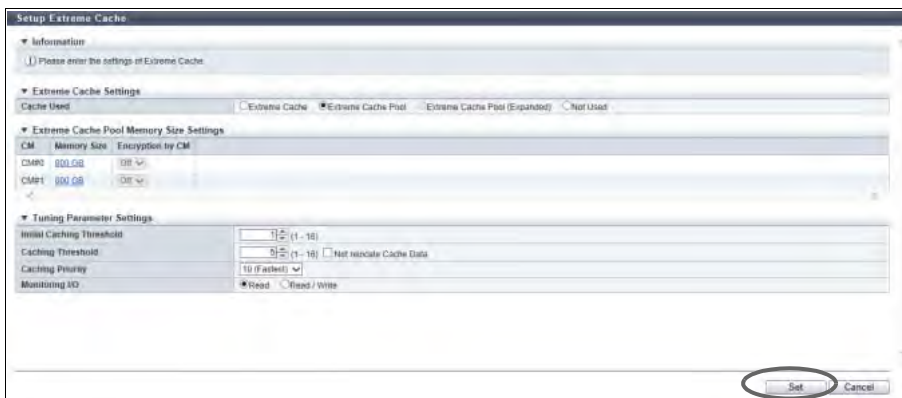 Setup Extreme Cache
▼ Information
Please enter the settings of Extreme Cache.
▼ Extreme Cache Settings
Cache Used Extreme Cache Extreme Cache Pool Extreme Cache Pool (Expanded) Not Used
▼ Extreme Cache Pool Memory Size Settings
CM Memory Size Encryption by CM
CM#0 800 GB Off
CM#1 800 GB Off
▼ Tuning Parameter Settings
Initial Caching Threshold 1 (1 - 16)
Caching Threshold 5 (1 - 16) Not reincate Cache Data
Caching Priority 10 (Fastest)
Monitoring I/O Read Read / Write
Set Cancel